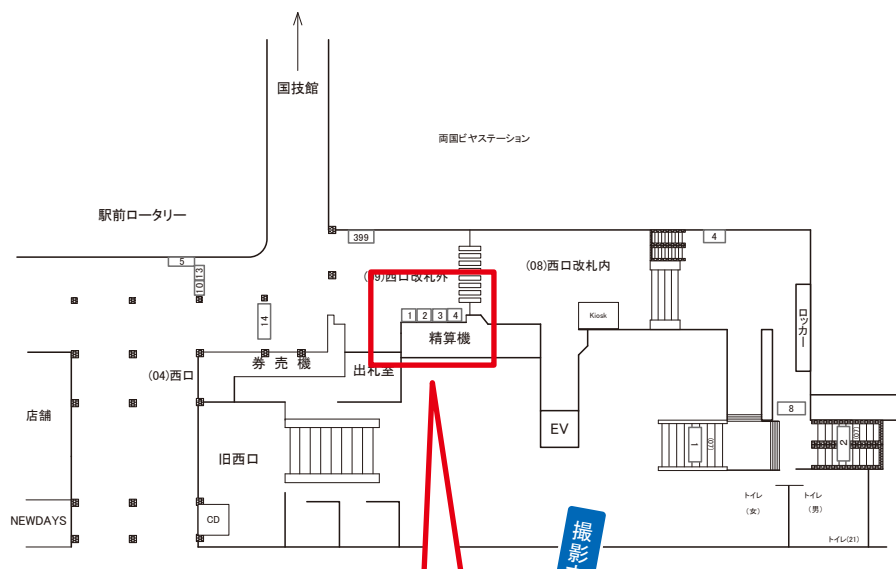 国技館
両国ビヤステーション
駅前ロータリー
399
4
5
(09)西口改札外
(08)西口改札内
1013
14
1 2 3 4
Kiosk
ロッカー
精算機
券売機
出札室
(04)西口
店舗
8
EV
1
(07)
2
(07)
旧西口
トイレ
(女)
トイレ
(男)
NEWDAYS
CD
撮影
トイレ(21)